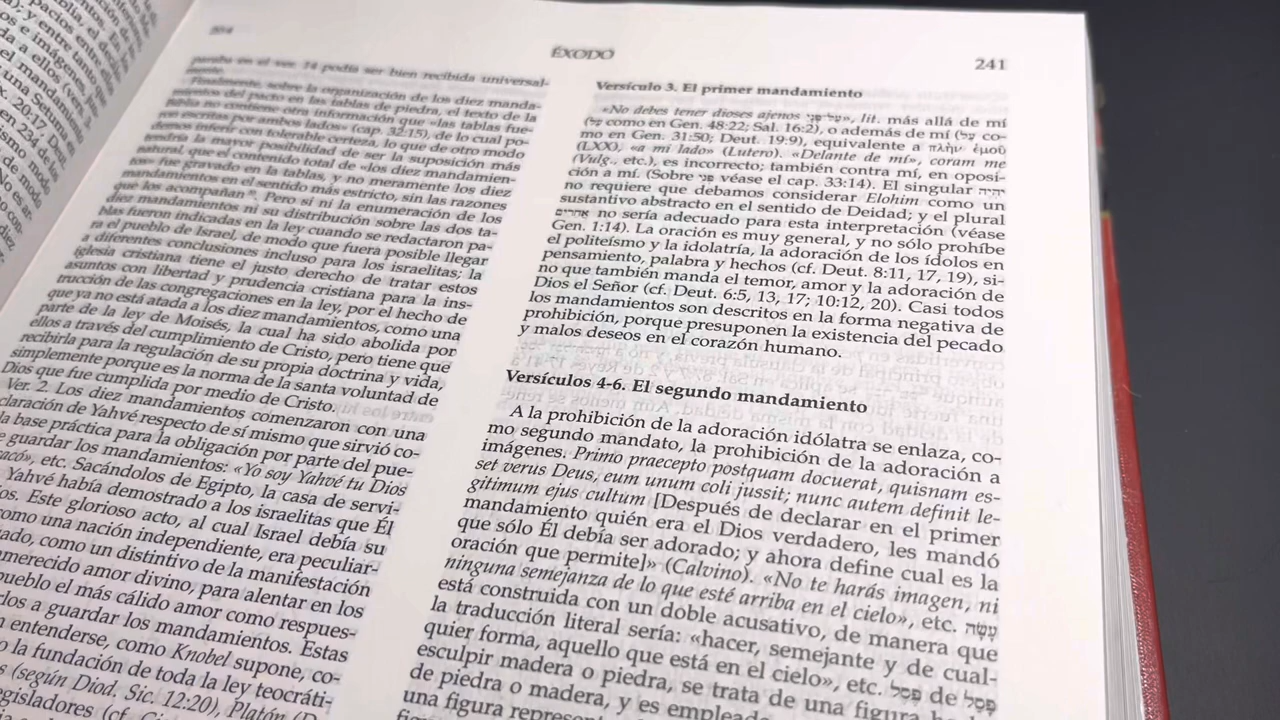 ÉXODO
241
mente.
Finalmente, sobre la organización de los diez manda-
mientos del pacto en las tablas de piedra, el texto de la
Biblia no contiene otra información que «las tablas fue-
ron escritas por ambos lados» (cap. 32:15), de lo cual po-
demos inferir con tolerable certeza, lo que de otro modo
tendría la mayor posibilidad de ser la suposición más
natural, que el contenido total de «los diez mandamien-
tos» fue gravado en la tablas, y no meramente los diez
mandamientos en el sentido más estricto, sin las razones
que los acompañan. Pero sí ni la enumeración de los
diez mandamientos ni su distribución sobre las dos ta-
blas fueron indicadas en la ley cuando se redactaron pa-
ra el pueblo de Israel, de modo que fuera posible llegar
a diferentes conclusiones incluso para los israelitas; la
iglesia cristiana tiene el justo derecho de tratar estos
asuntos con libertad y prudencia cristiana para la ins-
trucción de las congregaciones en la ley, por el hecho de
que ya no está atada a los diez mandamientos, como una
parte de la ley de Moisés, la cual ha sido abolida por
ellos a través del cumplimiento de Cristo, pero tiene que
recibirla para la regulación de su propia doctrina y vida,
simplemente porque es la norma de la santa voluntad de
Dios que fue cumplida por medio de Cristo.
Ver. 2. Los diez mandamientos comenzaron con una
claración de Yahvé respecto de sí mismo que sirvió co-
la base práctica para la obligación por parte del pue-
guardar los mandamientos: «Yo soy Yahvé tu Dios
sacó», etc. Sacándolos de Egipto, la casa de servi-
Yahvé había demostrado a los israelitas que Él
os. Este glorioso acto, al cual Israel debía su
como una nación independiente, era peculiar-
ado, como un distintivo de la manifestación
merecido amor divino, para alentar en los
pueblo el más cálido amor como respues-
los a guardar los mandamientos. Estas
entenderse, como Knobel supone, co-
o la fundación de toda la ley teocráti-
s (según Diod, Sic. 12:20), Platón
egisladores (cf.
Versículo 3. El primer mandamiento
«No debes tener dioses ajenos עַל־פָּנַי», lit. más allá de mí
(עַל como en Gen. 48:22; Sal. 16:2), o además de mí (עַל co-
mo en Gen. 31:50; Deut. 19:9), equivalente a πλὴν ἐμοῦ
(LXX), «a mi lado» (Lutero). «Delante de mí», coram me
(Vulg., etc.), es incorrecto; también contra mí, en oposi-
ción a mí. (Sobre פְּנֵי véase el cap. 33:14). El singular יִהְיֶה
no requiere que debamos considerar Elohim como un
sustantivo abstracto en el sentido de Deidad; y el plural
אֲחֵרִים no sería adecuado para esta interpretación (véase
Gen. 1:14). La oración es muy general, y no sólo prohíbe
el politeísmo y la idolatría, la adoración de los ídolos en
pensamiento, palabra y hechos (cf. Deut. 8:11, 17, 19), si-
no que también manda el temor, amor y la adoración de
Dios el Señor (cf. Deut. 6:5, 13, 17; 10:12, 20). Casi todos
los mandamientos son descritos en la forma negativa de
prohibición, porque presuponen la existencia del pecado
y malos deseos en el corazón humano.
Versículos 4-6. El segundo mandamiento
A la prohibición de la adoración idólatra se enlaza, co-
mo segundo mandato, la prohibición de la adoración a
imágenes. Primo praecepto postquam docuerat, quisnam es-
set verus Deus, eum unum coli jussit; nunc autem definit le-
gitimum ejus cultum [Después de declarar en el primer
mandamiento quién era el Dios verdadero, les mandó
que sólo Él debía ser adorado; y ahora define cual es la
oración que permite]» (Calvino). «No te harás imagen, ni
ninguna semejanza de lo que esté arriba en el cielo», etc. עָשָׂה
está construida con un doble acusativo, de manera que
la traducción literal sería: «hacer, semejante y de cual-
quier forma, aquello que está en el cielo», etc. פֶּסֶל de פָּסַל
esculpir madera o piedra, se trata de una figura
de piedra o madera, y es
una figura